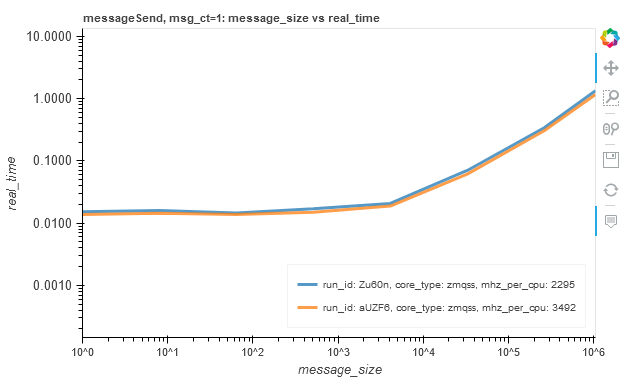 messageSend, msg_ct=1: message_size vs real_time
10.0000
1.0000
0.1000
0.0100
0.0010
real_time
run_id: Zu60n, core_type: zmqss, mhz_per_cpu: 2295
run_id: aUZF6, core_type: zmqss, mhz_per_cpu: 3492
10^0
10^1
10^2
10^3
10^4
10^5
10^6
message_size